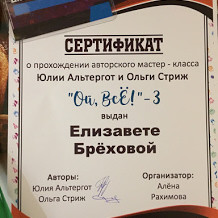 СЕРТИФИКАТ
о прохождении авторского мастер - класса
Юлии Альтергот и Ольги Стриж
"Ой, всё!"-3
выдан
Елизавете
Брёховой
Авторы:
Юлия Альтергот
Ольга Стриж
Организатор:
Алёна
Рахимова